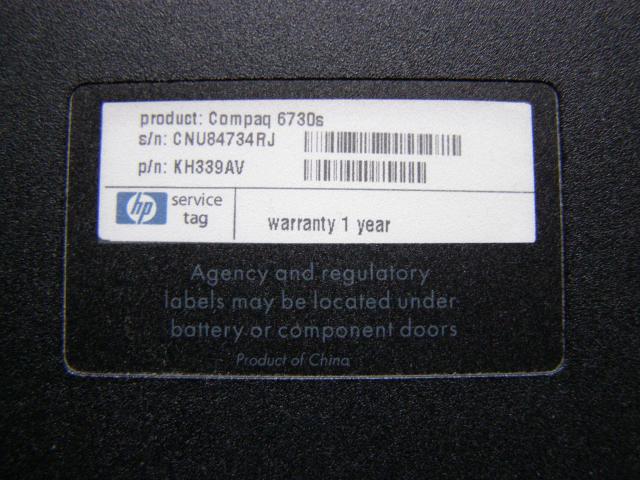 product: Compaq 6730s
s/n: CNU84734RJ
p/n: KH339AV
hp service tag
warranty 1 year
Agency and regulatory
labels may be located under
battery or component doors
Product of China